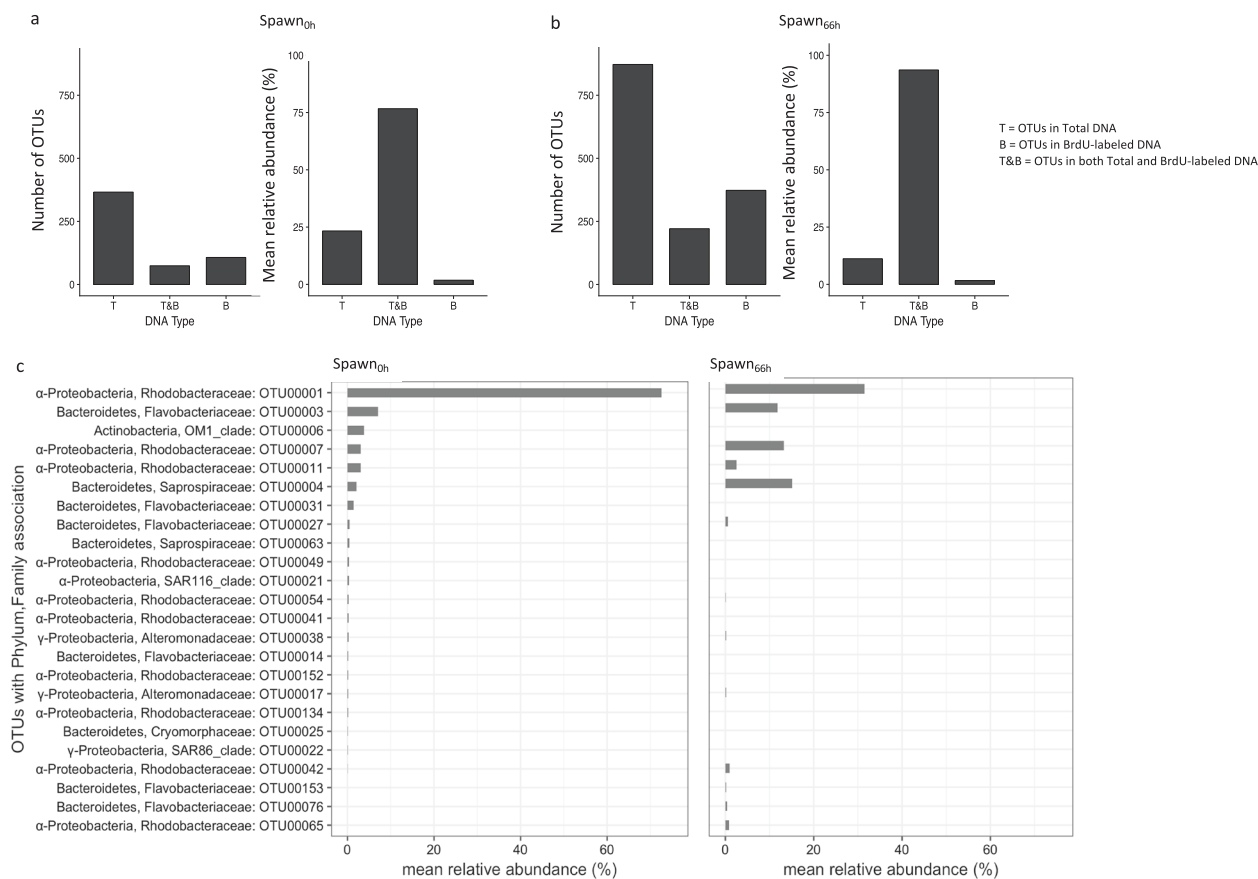 a
Spawn0h
b
Spawn66h
Number of OTUs
750
500
250
0
T
T&B
B
DNA Type
Mean relative abundance (%)
100
75
50
25
0
T
T&B
B
DNA Type
Number of OTUs
750
500
250
0
T
T&B
B
DNA Type
Mean relative abundance (%)
100
75
50
25
0
T
T&B
B
DNA Type
T = OTUs in Total DNA
B = OTUs in BrdU-labeled DNA
T&B = OTUs in both Total and BrdU-labeled DNA
c
Spawn0h
Spawn66h
OTUs with Phylum,Family association
α-Proteobacteria, Rhodobacteraceae: OTU00001
Bacteroidetes, Flavobacteriaceae: OTU00003
Actinobacteria, OM1_clade: OTU00006
α-Proteobacteria, Rhodobacteraceae: OTU00007
α-Proteobacteria, Rhodobacteraceae: OTU00011
Bacteroidetes, Saprospiraceae: OTU00004
Bacteroidetes, Flavobacteriaceae: OTU00031
Bacteroidetes, Flavobacteriaceae: OTU00027
Bacteroidetes, Saprospiraceae: OTU00063
α-Proteobacteria, Rhodobacteraceae: OTU00049
α-Proteobacteria, SAR116_clade: OTU00021
α-Proteobacteria, Rhodobacteraceae: OTU00054
α-Proteobacteria, Rhodobacteraceae: OTU00041
γ-Proteobacteria, Alteromonadaceae: OTU00038
Bacteroidetes, Flavobacteriaceae: OTU00014
α-Proteobacteria, Rhodobacteraceae: OTU00152
γ-Proteobacteria, Alteromonadaceae: OTU00017
α-Proteobacteria, Rhodobacteraceae: OTU00134
Bacteroidetes, Cryomorphaceae: OTU00025
γ-Proteobacteria, SAR86_clade: OTU00022
α-Proteobacteria, Rhodobacteraceae: OTU00042
Bacteroidetes, Flavobacteriaceae: OTU00153
Bacteroidetes, Flavobacteriaceae: OTU00076
α-Proteobacteria, Rhodobacteraceae: OTU00065
0 20 40 60
mean relative abundance (%)
0 20 40 60
mean relative abundance (%)